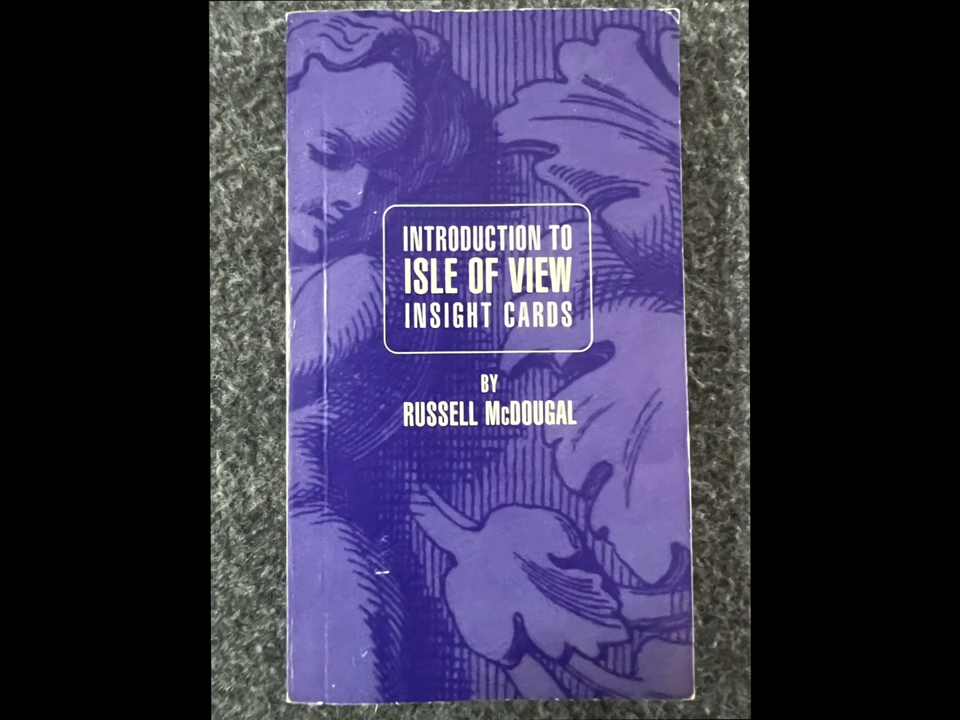 INTRODUCTION TO
ISLE OF VIEW
INSIGHT CARDS
BY
RUSSELL McDOUGAL